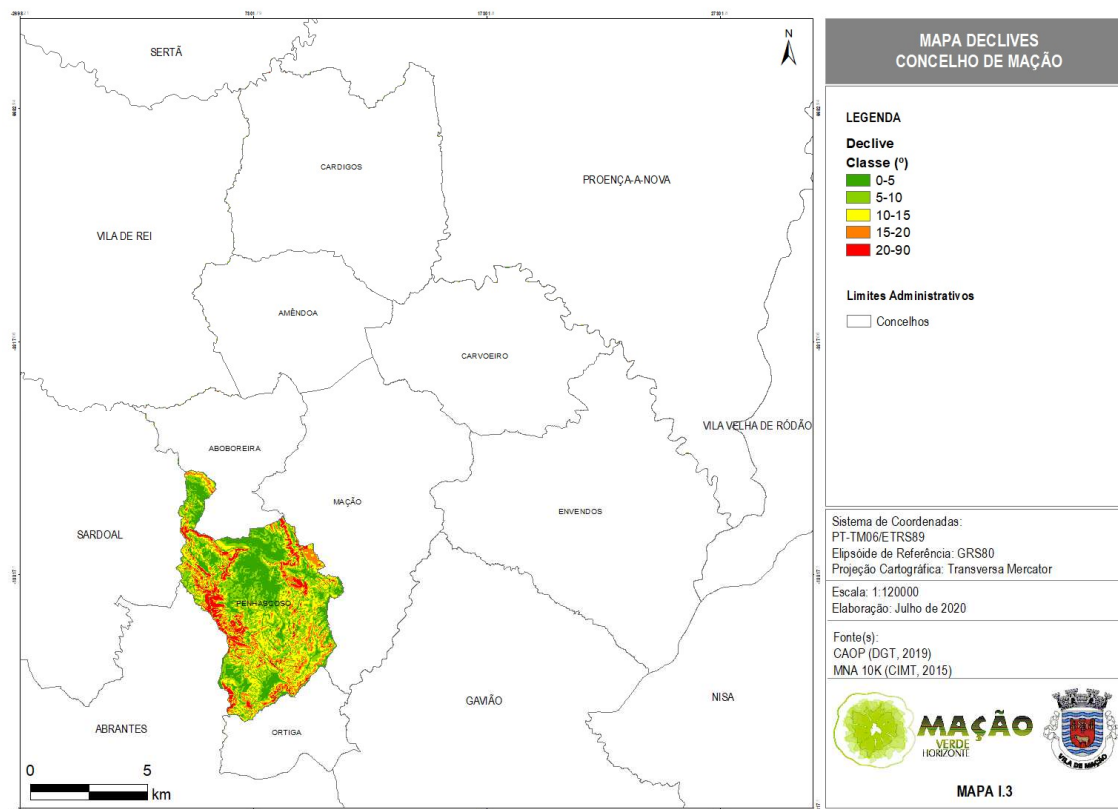 SERTÃ
N
CARDIGOS
PROENÇA-A-NOVA
VILA DE REI
AMÊNDOA
CARVOEIRO
VILA VELHA DE RÓDÃO
ABOBOREIRA
MAÇÃO
ENVENDOS
SARDOAL
PENHASCOSO
GAVIÃO
NISA
ABRANTES
ORTIGA
0 5
km
MAPA DECLIVES
CONCELHO DE MAÇÃO
LEGENDA
Declive
Classe (º)
0-5
5-10
10-15
15-20
20-90
Limites Administrativos
Concelhos
Sistema de Coordenadas:
PT-TM06/ETRS89
Elipsóide de Referência: GRS80
Projeção Cartográfica: Transversa Mercator
Escala: 1:120000
Elaboração: Julho de 2020
Fonte(s):
CAOP (DGT, 2019)
MNA 10K (CIMT, 2015)
MAÇÃO
VERDE
HORIZONTE
VILA DE MAÇÃO
MAPA I.3